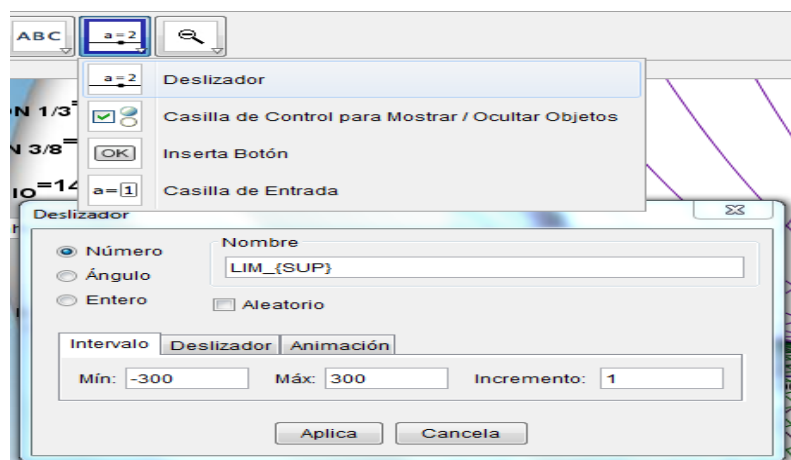 ABC a=2
a=2 Deslizador
N 1/3=
Casilla de Control para Mostrar / Ocultar Objetos
N 3/8=
OK Inserta Botón
IO=14
a=1 Casilla de Entrada
Deslizador
Número
Nombre
LIM_{SUP}
Ángulo
Entero
Aleatorio
Intervalo Deslizador Animación
Mín: -300 Máx: 300 Incremento: 1
Aplica Cancela